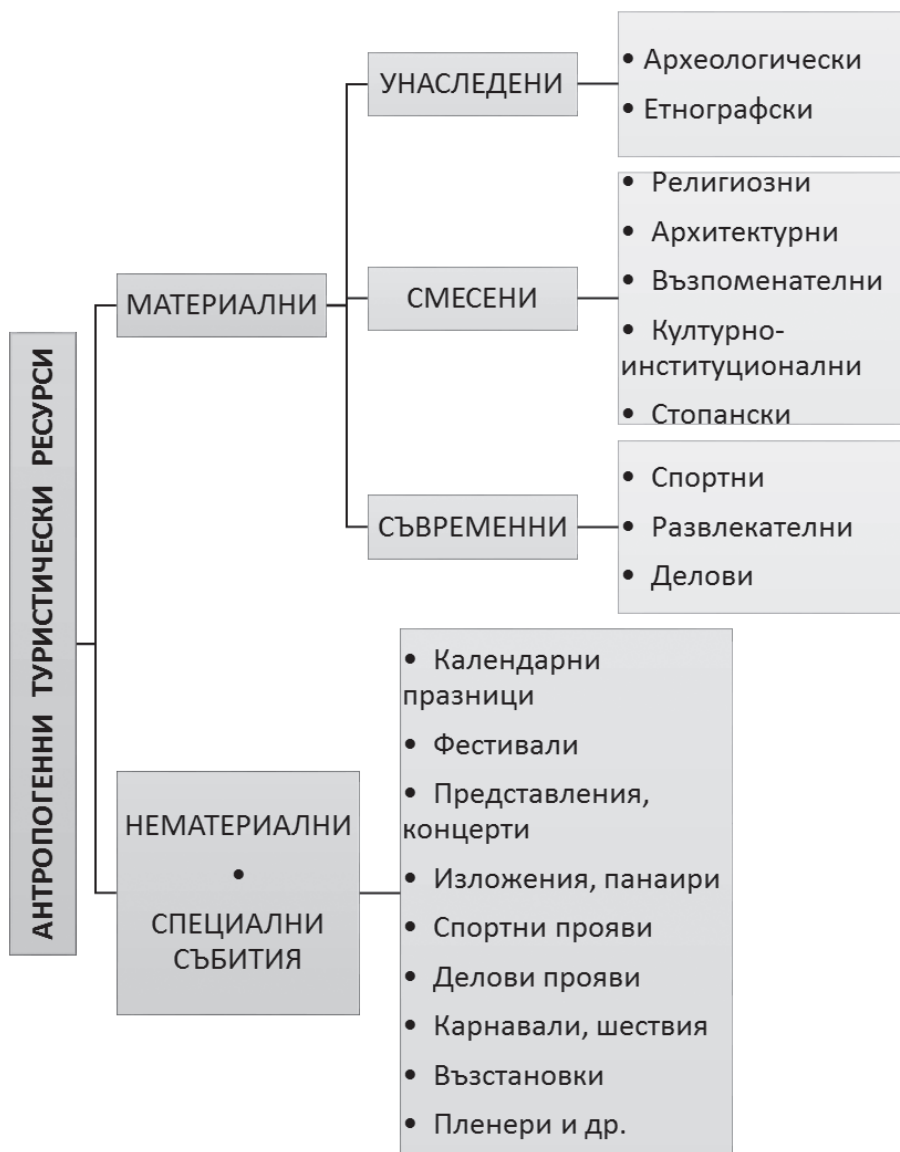 АНТРОПОГЕННИ ТУРИСТИЧЕСКИ РЕСУРСИ
МАТЕРИАЛНИ
УНАСЛЕДЕНИ
• Археологически
• Етнографски
СМЕСЕНИ
• Религиозни
• Архитектурни
• Възпоменателни
• Културно-
институционални
• Стопански
СЪВРЕМЕННИ
• Спортни
• Развлекателни
• Делови
НЕМАТЕРИАЛНИ
•
СПЕЦИАЛНИ
СЪБИТИЯ
• Календарни
празници
• Фестивали
• Представления,
концерти
• Изложения, панаири
• Спортни прояви
• Делови прояви
• Карнавали, шествия
• Възстановки
• Пленери и др.